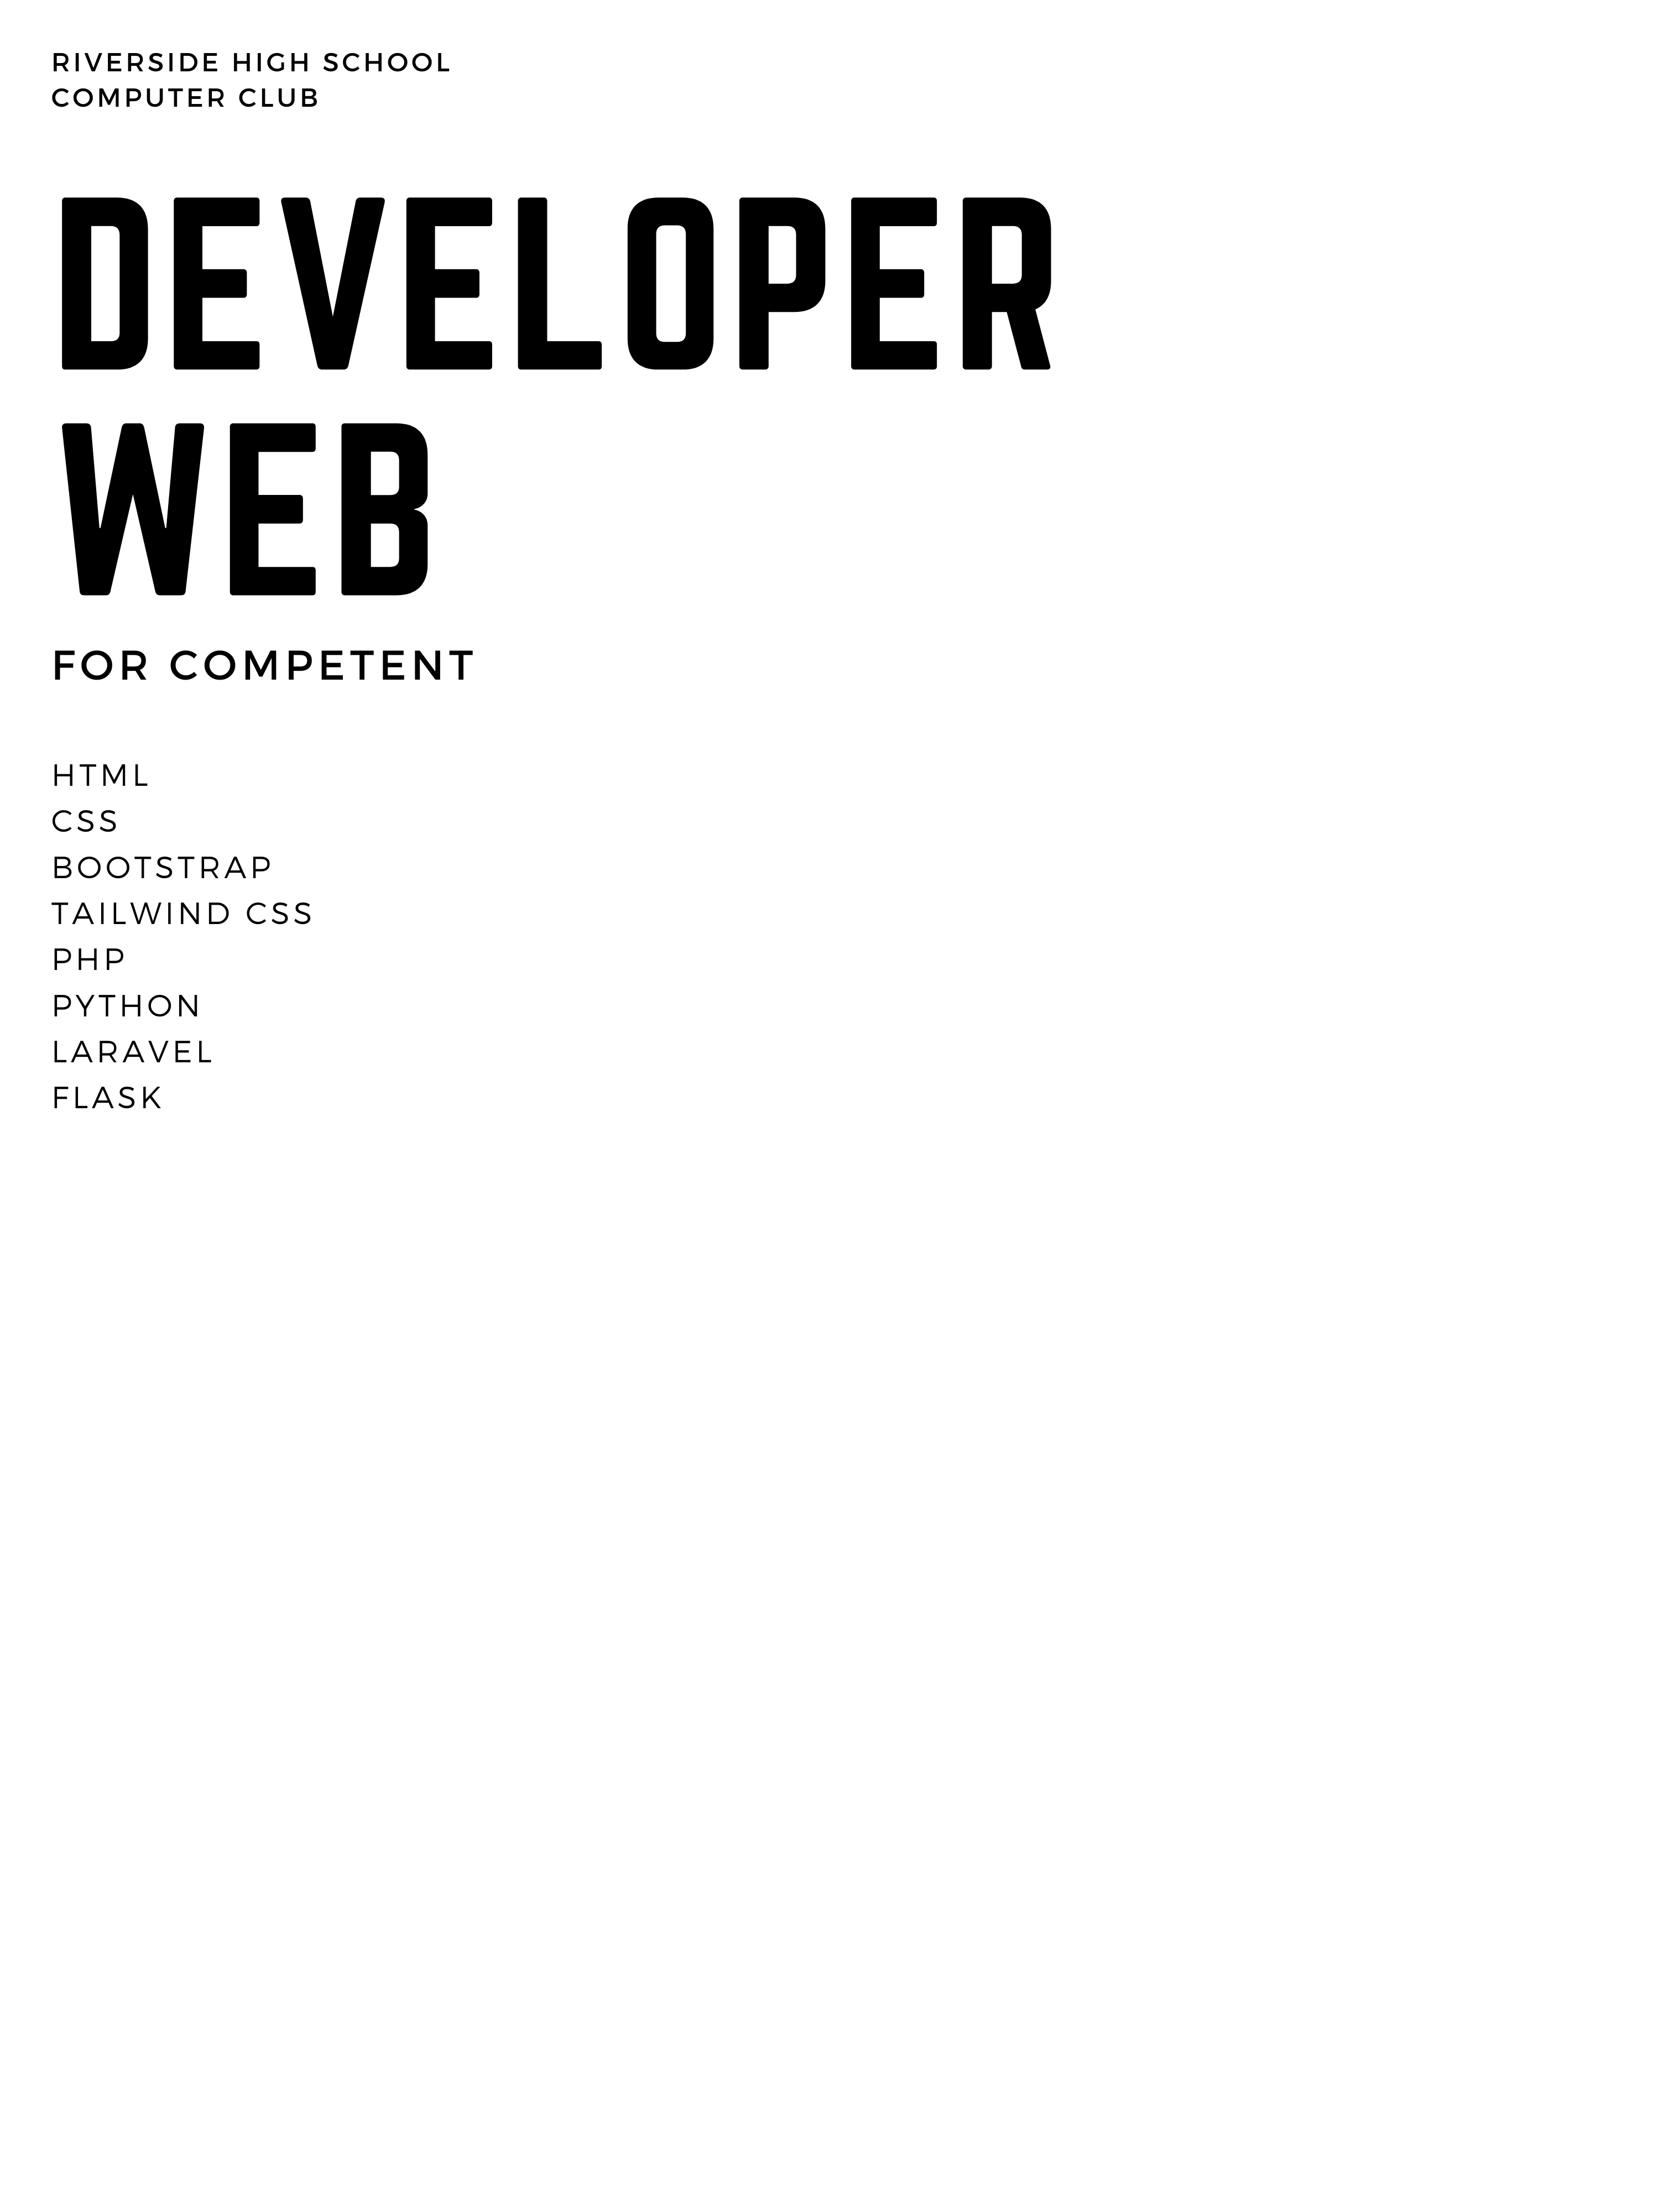 RIVERSIDE HIGH SCHOOL
COMPUTER CLUB
DEVELOPER
WEB
FOR COMPETENT
HTML
CSS
BOOTSTRAP
TAILWIND CSS
PHP
PYTHON
LARAVEL
FLASK